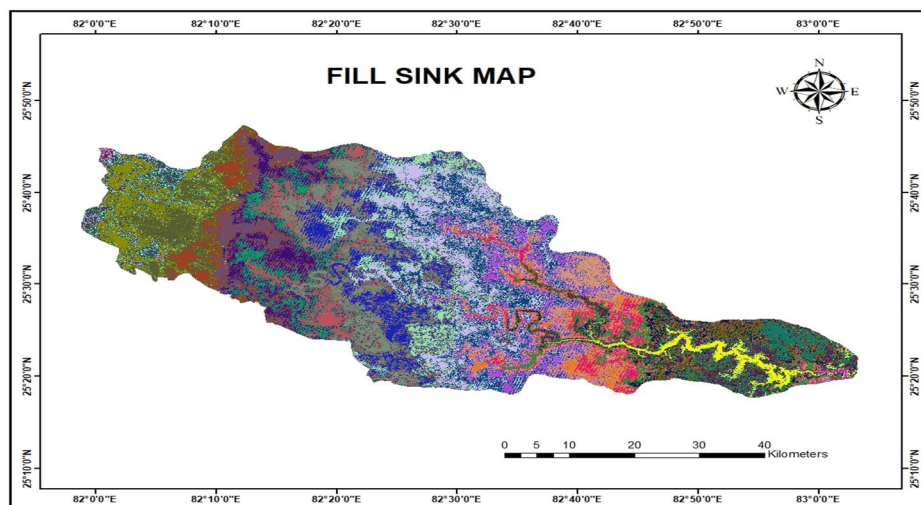 82°0'0"E 82°10'0"E 82°20'0"E 82°30'0"E 82°40'0"E 82°50'0"E 83°0'0"E
FILL SINK MAP
N
W E
S
25°50'0"N 25°50'0"N
25°40'0"N 25°40'0"N
25°30'0"N 25°30'0"N
25°20'0"N 25°20'0"N
0 5 10 20 30 40
Kilometers
25°10'0"N 25°10'0"N
82°0'0"E 82°10'0"E 82°20'0"E 82°30'0"E 82°40'0"E 82°50'0"E 83°0'0"E